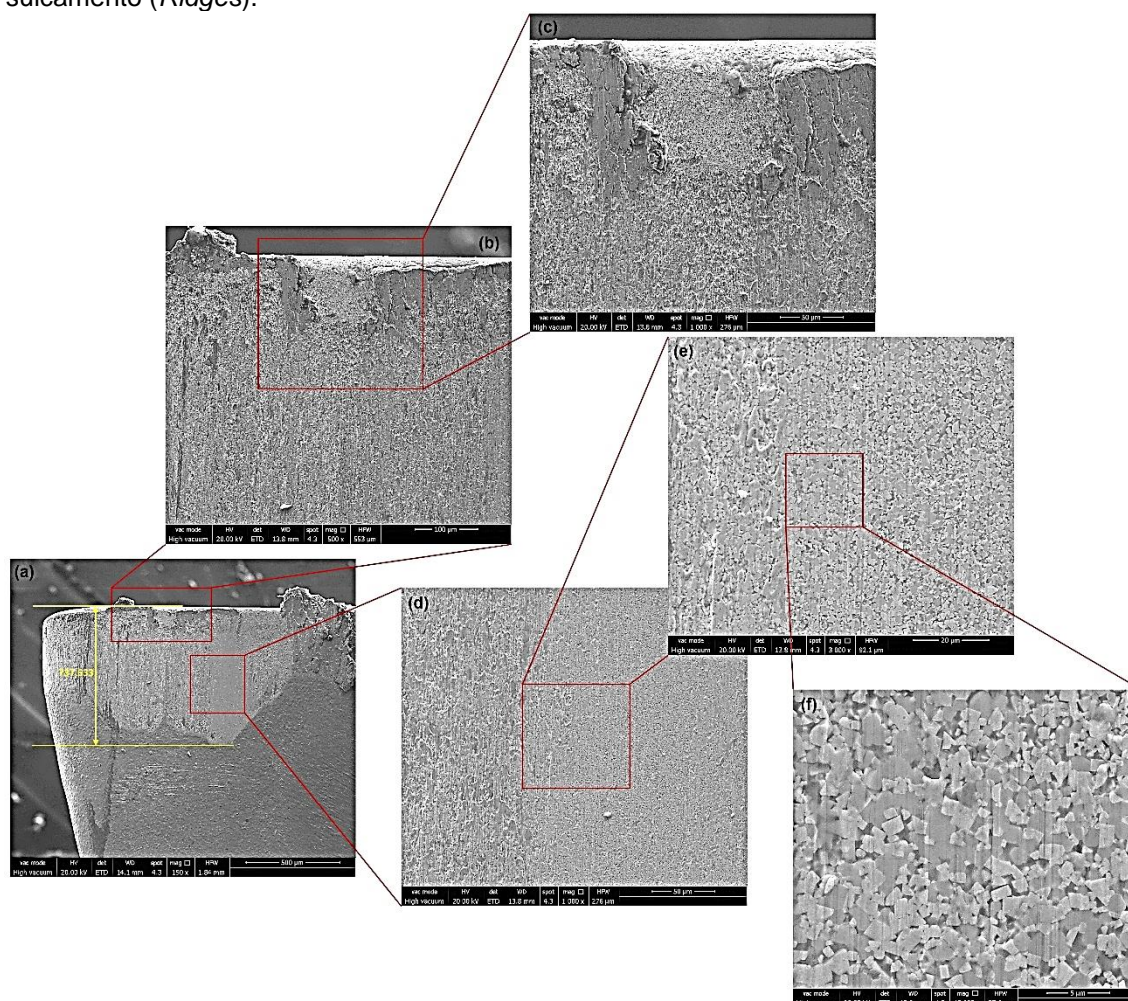 sulcamento (Ridges).
(c)
vac mode HV det WD spot mag □ HFW
High vacuum 20.00 kV ETD 13.8 mm 4.3 1 000 x 276 µm
50 µm
(b)
vac mode HV det WD spot mag □ HFW
High vacuum 20.00 kV ETD 13.8 mm 4.3 500 x 553 µm
100 µm
(e)
vac mode HV det WD spot mag □ HFW
High vacuum 20.00 kV ETD 13.8 mm 4.3 3 000 x 92.1 µm
20 µm
(a)
vac mode HV det WD spot mag □ HFW
High vacuum 20.00 kV ETD 14.1 mm 4.3 150 x 1.84 mm
500 µm
(d)
vac mode HV det WD spot mag □ HFW
High vacuum 20.00 kV ETD 13.8 mm 4.3 1 000 x 276 µm
50 µm
(f)
vac mode HV det WD spot mag □ HFW
5 µm